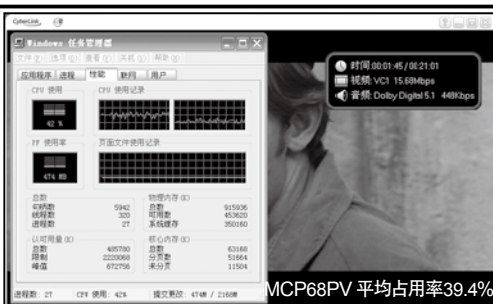 CyberLink.
Windows 任务管理器
文件(F) 选项(O) 查看(V) 关机(U) 帮助(H)
应用程序 进程 性能 联网 用户
CPU 使用 CPU 使用记录
42 %
PF 使用率 页面文件使用记录
474 MB
总数
句柄数 5942
线程数 320
进程数 27
物理内存(K)
总数 915936
可用数 453620
系统缓存 350160
认可用量(K)
总数 485780
限制 2220068
峰值 672756
核心内存(K)
总数 63168
分页数 51664
未分页 11504
进程数: 27 CPU 使用: 42% 提交更改: 474M / 2168M
时间:00:01:45 / 00:21:01
视频: VC1 15.68Mbps
音频: Dolby Digital 5.1 448Kbps
MCP68PV 平均占用率39.4%